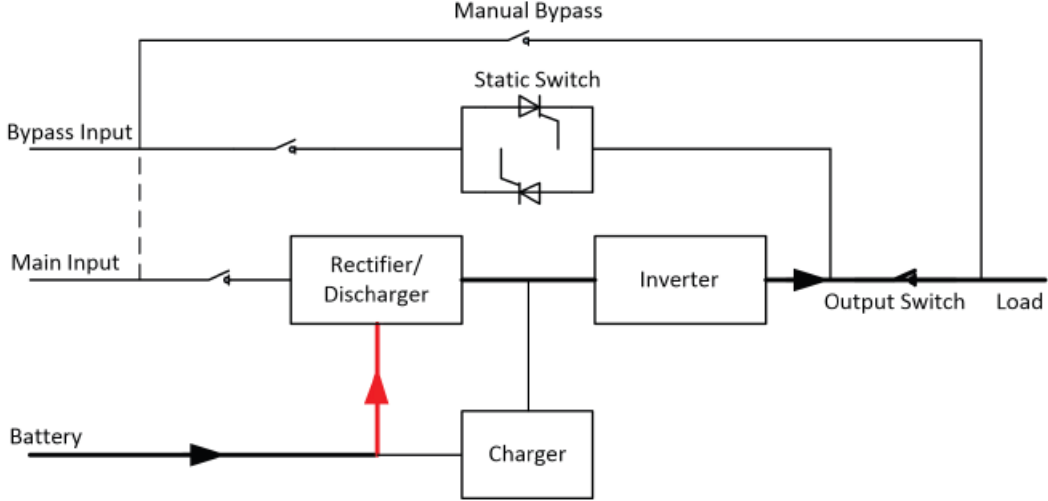 Manual Bypass
Static Switch
Bypass Input
Main Input
Rectifier/
Discharger
Inverter
Output Switch
Load
Battery
Charger